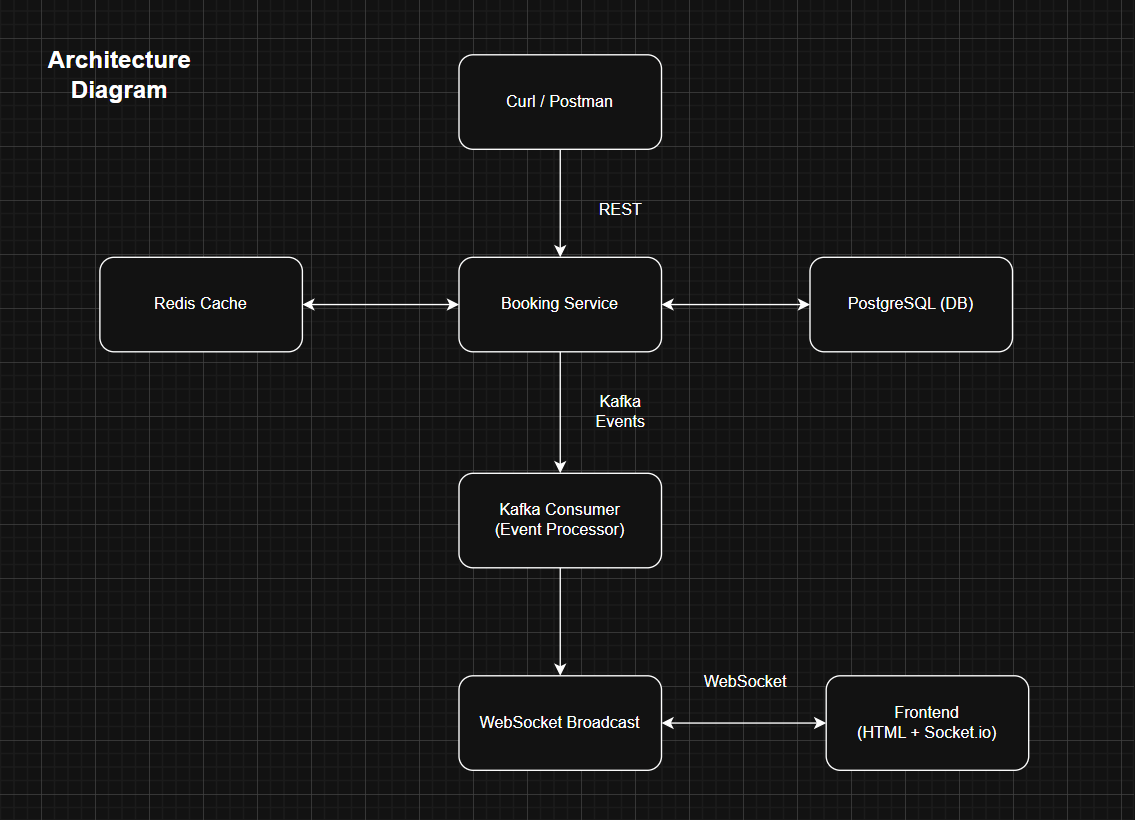 Architecture
Diagram
Curl / Postman
REST
Redis Cache
Booking Service
PostgreSQL (DB)
Kafka
Events
Kafka Consumer
(Event Processor)
WebSocket
WebSocket Broadcast
Frontend
(HTML + Socket.io)